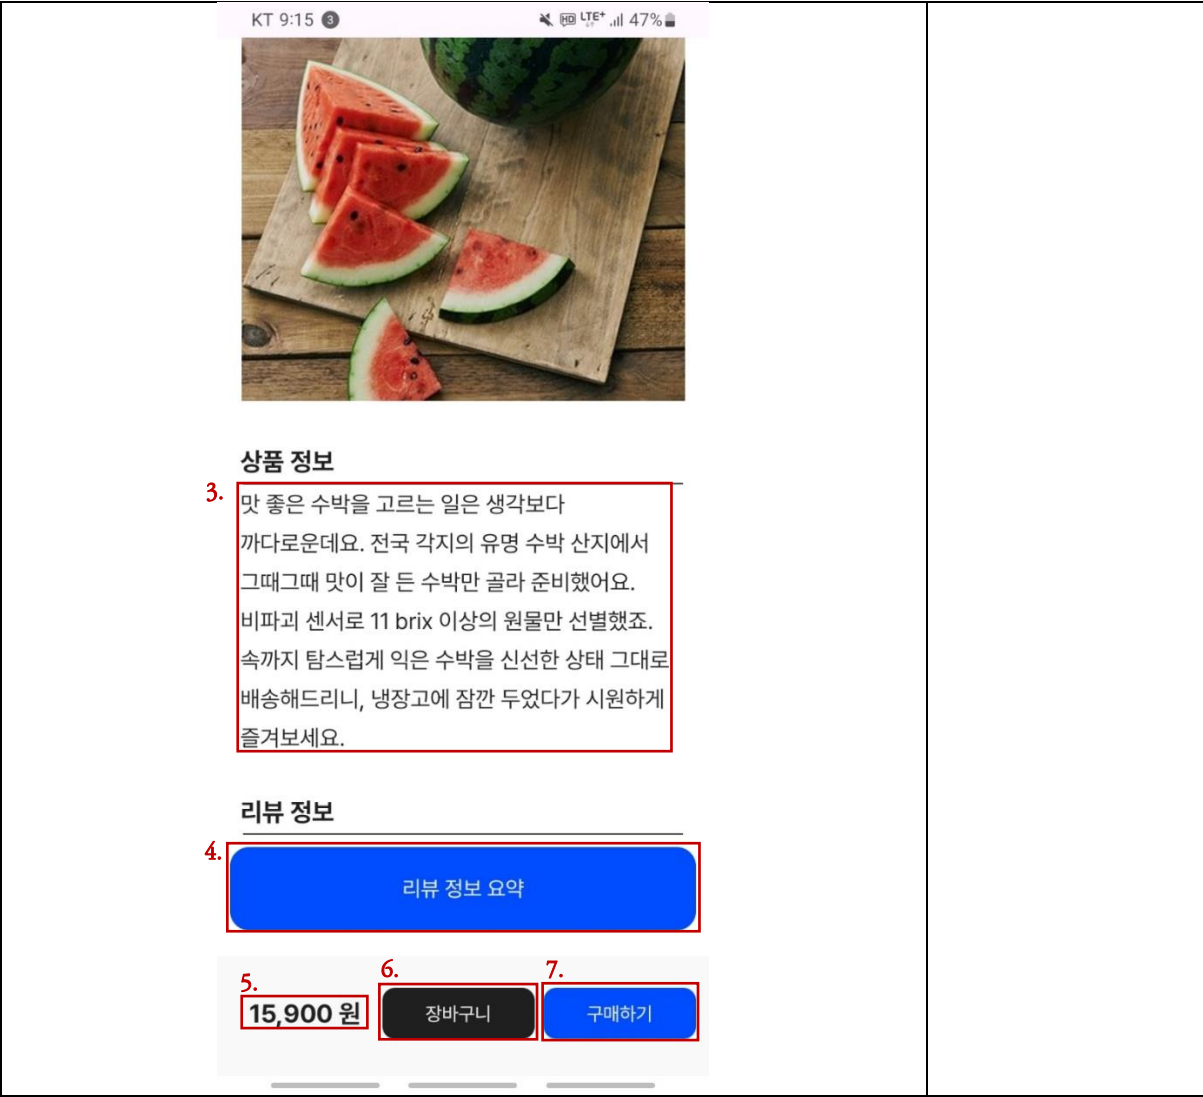 KT 9:15 3 HD LTE+ 47%
상품 정보
3.
맛 좋은 수박을 고르는 일은 생각보다
까다로운데요. 전국 각지의 유명 수박 산지에서
그때그때 맛이 잘 든 수박만 골라 준비했어요.
비파괴 센서로 11 brix 이상의 원물만 선별했죠.
속까지 탐스럽게 익은 수박을 신선한 상태 그대로
배송해드리니, 냉장고에 잠깐 두었다가 시원하게
즐겨보세요.
리뷰 정보
4.
리뷰 정보 요약
5.
15,900 원
6.
장바구니
7.
구매하기